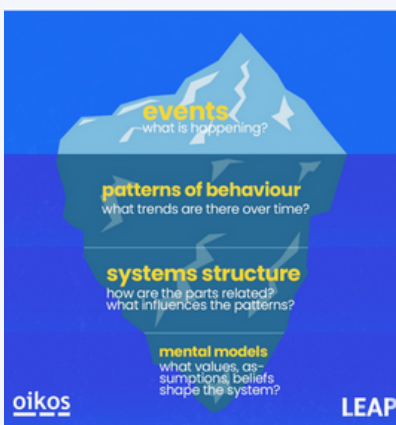 events
what is happening?
patterns of behaviour
what trends are there over time?
systems structure
how are the parts related?
what influences the patterns?
mental models
what values, as-
sumptions, beliefs
shape the system?
oikos
LEAP